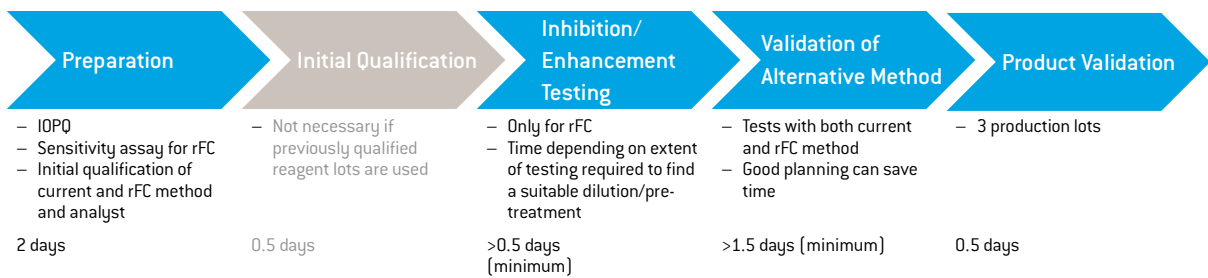 Preparation
Initial Qualification
Inhibition/
Enhancement
Testing
Validation of
Alternative Method
Product Validation
– IOPQ
– Sensitivity assay for rFC
– Initial qualification of
current and rFC method
and analyst
2 days
– Not necessary if
previously qualified
reagent lots are used
0.5 days
– Only for rFC
– Time depending on extent
of testing required to find
a suitable dilution/pre-
treatment
>0.5 days
(minimum)
– Tests with both current
and rFC method
– Good planning can save
time
>1.5 days (minimum)
– 3 production lots
0.5 days